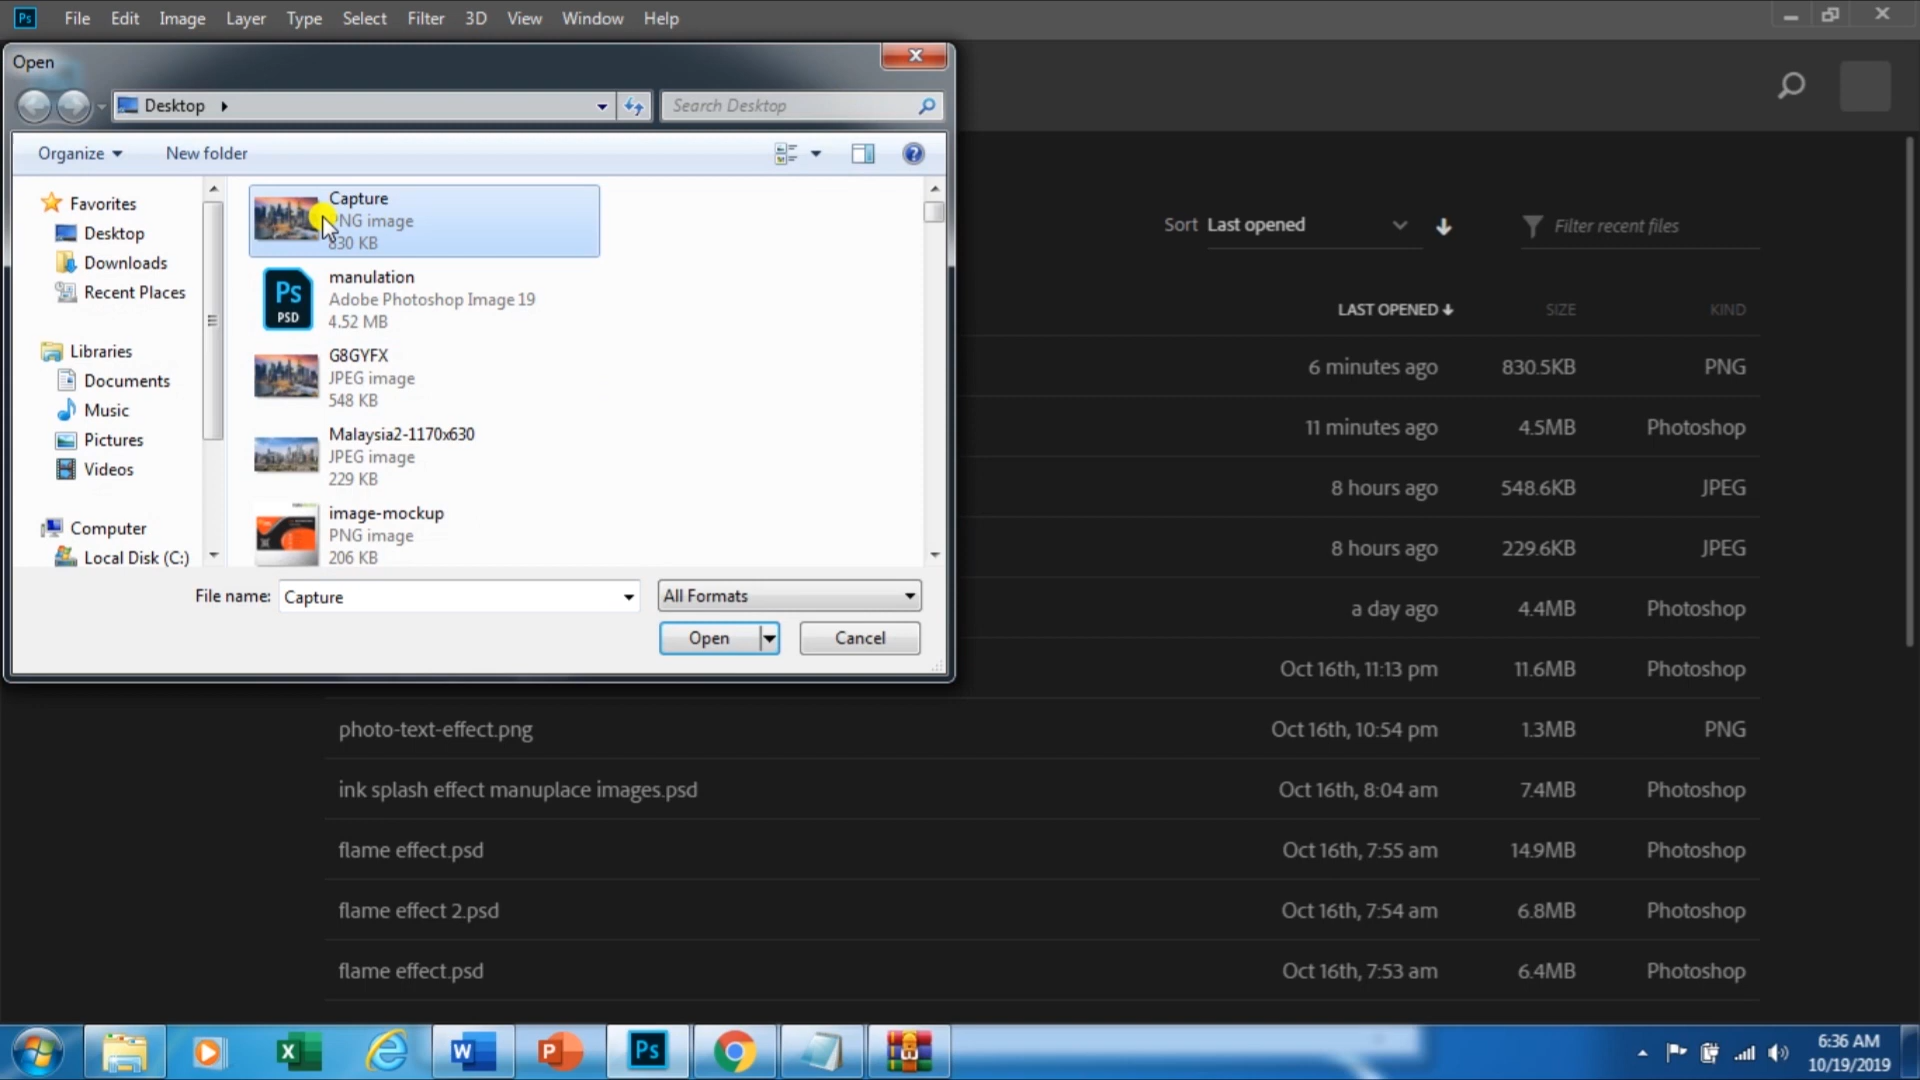 Ps File Edit Image Layer Type Select Filter 3D View Window Help
Open
Desktop
Search Desktop
Organize New folder
Favorites
Desktop
Downloads
Recent Places
Libraries
Documents
Music
Pictures
Videos
Computer
Local Disk (C:)
Capture
PNG image
830 KB
Ps
PSD
manulation
Adobe Photoshop Image 19
4.52 MB
G8GYFX
JPEG image
548 KB
Malaysia2-1170x630
JPEG image
229 KB
image-mockup
PNG image
206 KB
File name: Capture All Formats
Open Cancel
Sort Last opened Filter recent files
LAST OPENED SIZE KIND
6 minutes ago 830.5KB PNG
11 minutes ago 4.5MB Photoshop
8 hours ago 548.6KB JPEG
8 hours ago 229.6KB JPEG
a day ago 4.4MB Photoshop
Oct 16th, 11:13 pm 11.6MB Photoshop
photo-text-effect.png Oct 16th, 10:54 pm 1.3MB PNG
ink splash effect manuplace images.psd Oct 16th, 8:04 am 7.4MB Photoshop
flame effect.psd Oct 16th, 7:55 am 14.9MB Photoshop
flame effect 2.psd Oct 16th, 7:54 am 6.8MB Photoshop
flame effect.psd Oct 16th, 7:53 am 6.4MB Photoshop
X W P Ps
6:36 AM
10/19/2019